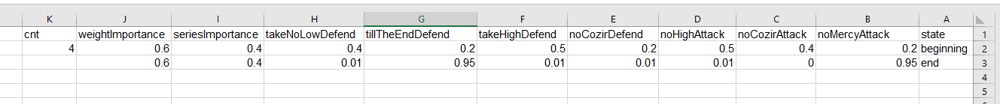 K J I H G F E D C B A
cnt weightImportance seriesImportance takeNoLowDefend tillTheEndDefend takeHighDefend noCozirDefend noHighAttack noCozirAttack noMercyAttack state 1
4 0.6 0.4 0.4 0.2 0.5 0.2 0.5 0.4 0.2 beginning 2
0.6 0.4 0.01 0.95 0.01 0.01 0.01 0 0.95 end 3
4
5